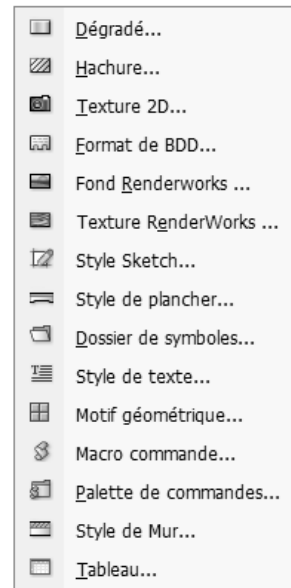 Dégradé...
Hachure...
Texture 2D...
Format de BDD...
Fond Renderworks ...
Texture RenderWorks ...
Style Sketch...
Style de plancher...
Dossier de symboles...
Style de texte...
Motif géométrique...
Macro commande...
Palette de commandes...
Style de Mur...
Tableau...